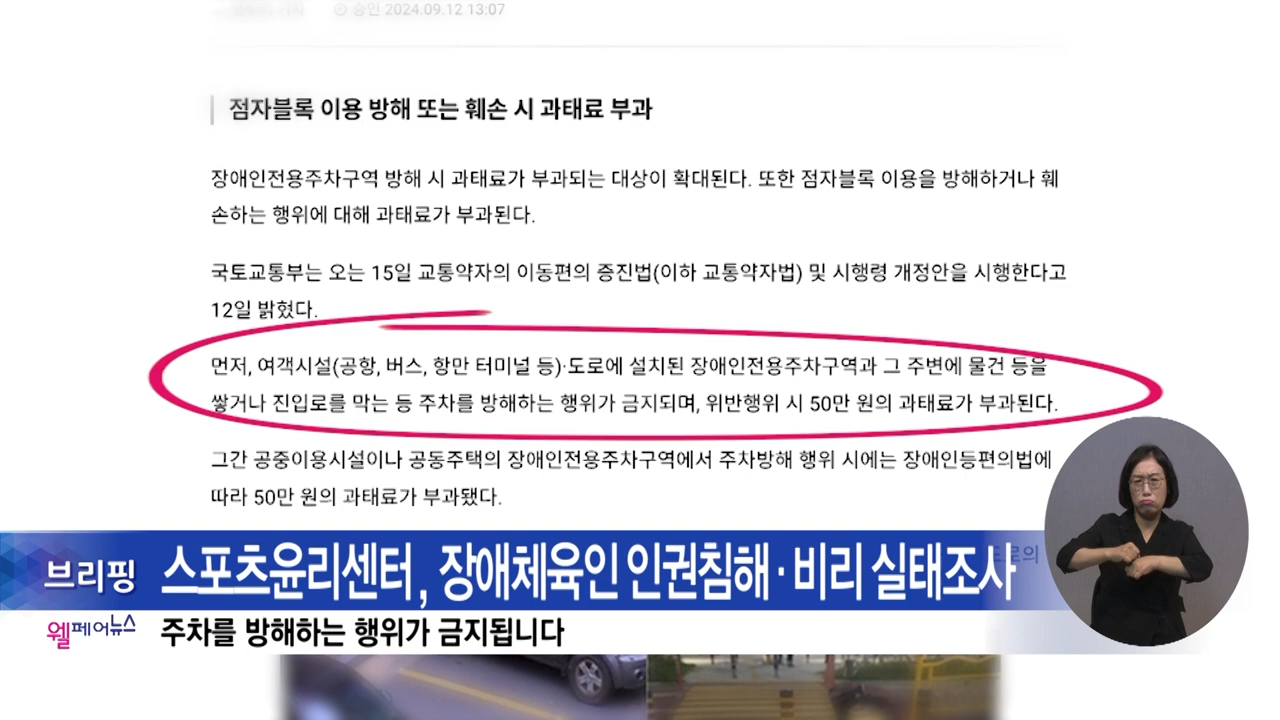 승인 2024.09.12 13:07
점자블록 이용 방해 또는 훼손 시 과태료 부과
장애인전용주차구역 방해 시 과태료가 부과되는 대상이 확대된다. 또한 점자블록 이용을 방해하거나 훼
손하는 행위에 대해 과태료가 부과된다.
국토교통부는 오는 15일 교통약자의 이동편의 증진법(이하 교통약자법) 및 시행령 개정안을 시행한다고
12일 밝혔다.
먼저, 여객시설(공항, 버스, 항만 터미널 등)·도로에 설치된 장애인전용주차구역과 그 주변에 물건 등을
쌓거나 진입로를 막는 등 주차를 방해하는 행위가 금지되며, 위반행위 시 50만 원의 과태료가 부과된다.
그간 공중이용시설이나 공동주택의 장애인전용주차구역에서 주차방해 행위 시에는 장애인등편의법에
따라 50만 원의 과태료가 부과됐다.
브리핑 스포츠윤리센터, 장애체육인 인권침해·비리 실태조사
웰페어뉴스 주차를 방해하는 행위가 금지됩니다